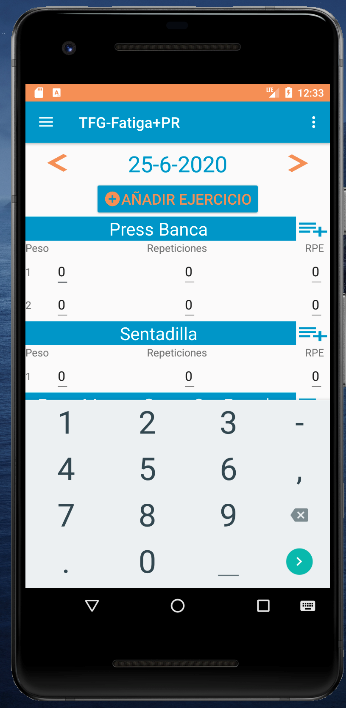 LTE 12:33
TFG-Fatiga+PR
< 25-6-2020 >
AÑADIR EJERCICIO
Press Banca
Peso Repeticiones RPE
1 0 0 0
2 0 0 0
Sentadilla
Peso Repeticiones RPE
1 0 0 0
1 2 3 -
4 5 6 ,
7 8 9
. 0 _